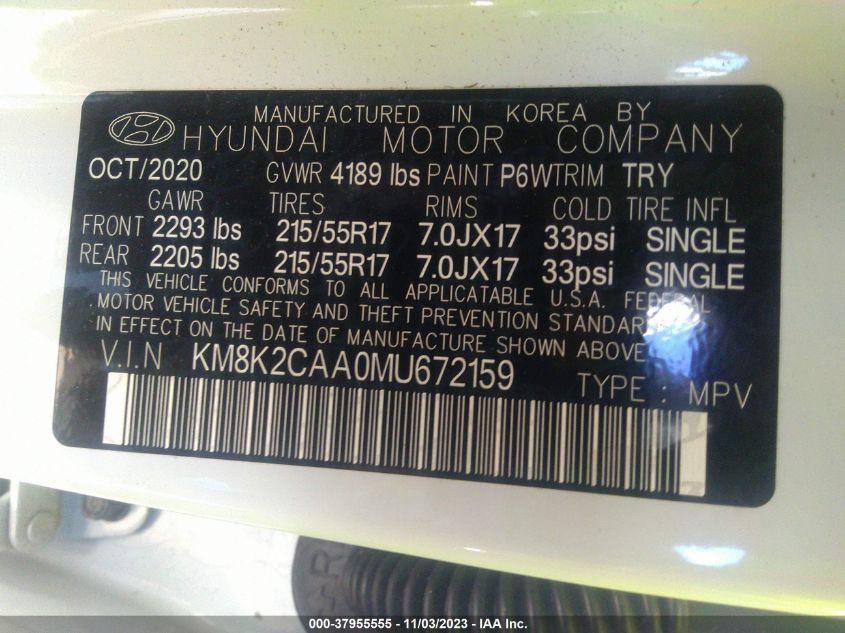 MANUFACTURED IN KOREA BY
HYUNDAI MOTOR COMPANY
OCT/2020 GVWR 4189 lbs PAINT P6W TRIM TRY
GAWR TIRES RIMS COLD TIRE INFL
FRONT 2293 lbs 215/55R17 7.0JX17 33psi SINGLE
REAR 2205 lbs 215/55R17 7.0JX17 33psi SINGLE
THIS VEHICLE CONFORMS TO ALL APPLICATABLE U.S.A. FEDERAL
MOTOR VEHICLE SAFETY AND THEFT PREVENTION STANDARDS
IN EFFECT ON THE DATE OF MANUFACTURE SHOWN ABOVE
V.I.N KM8K2CAA0MU672159 TYPE : MPV
000-37955555 - 11/03/2023 - IAA Inc.